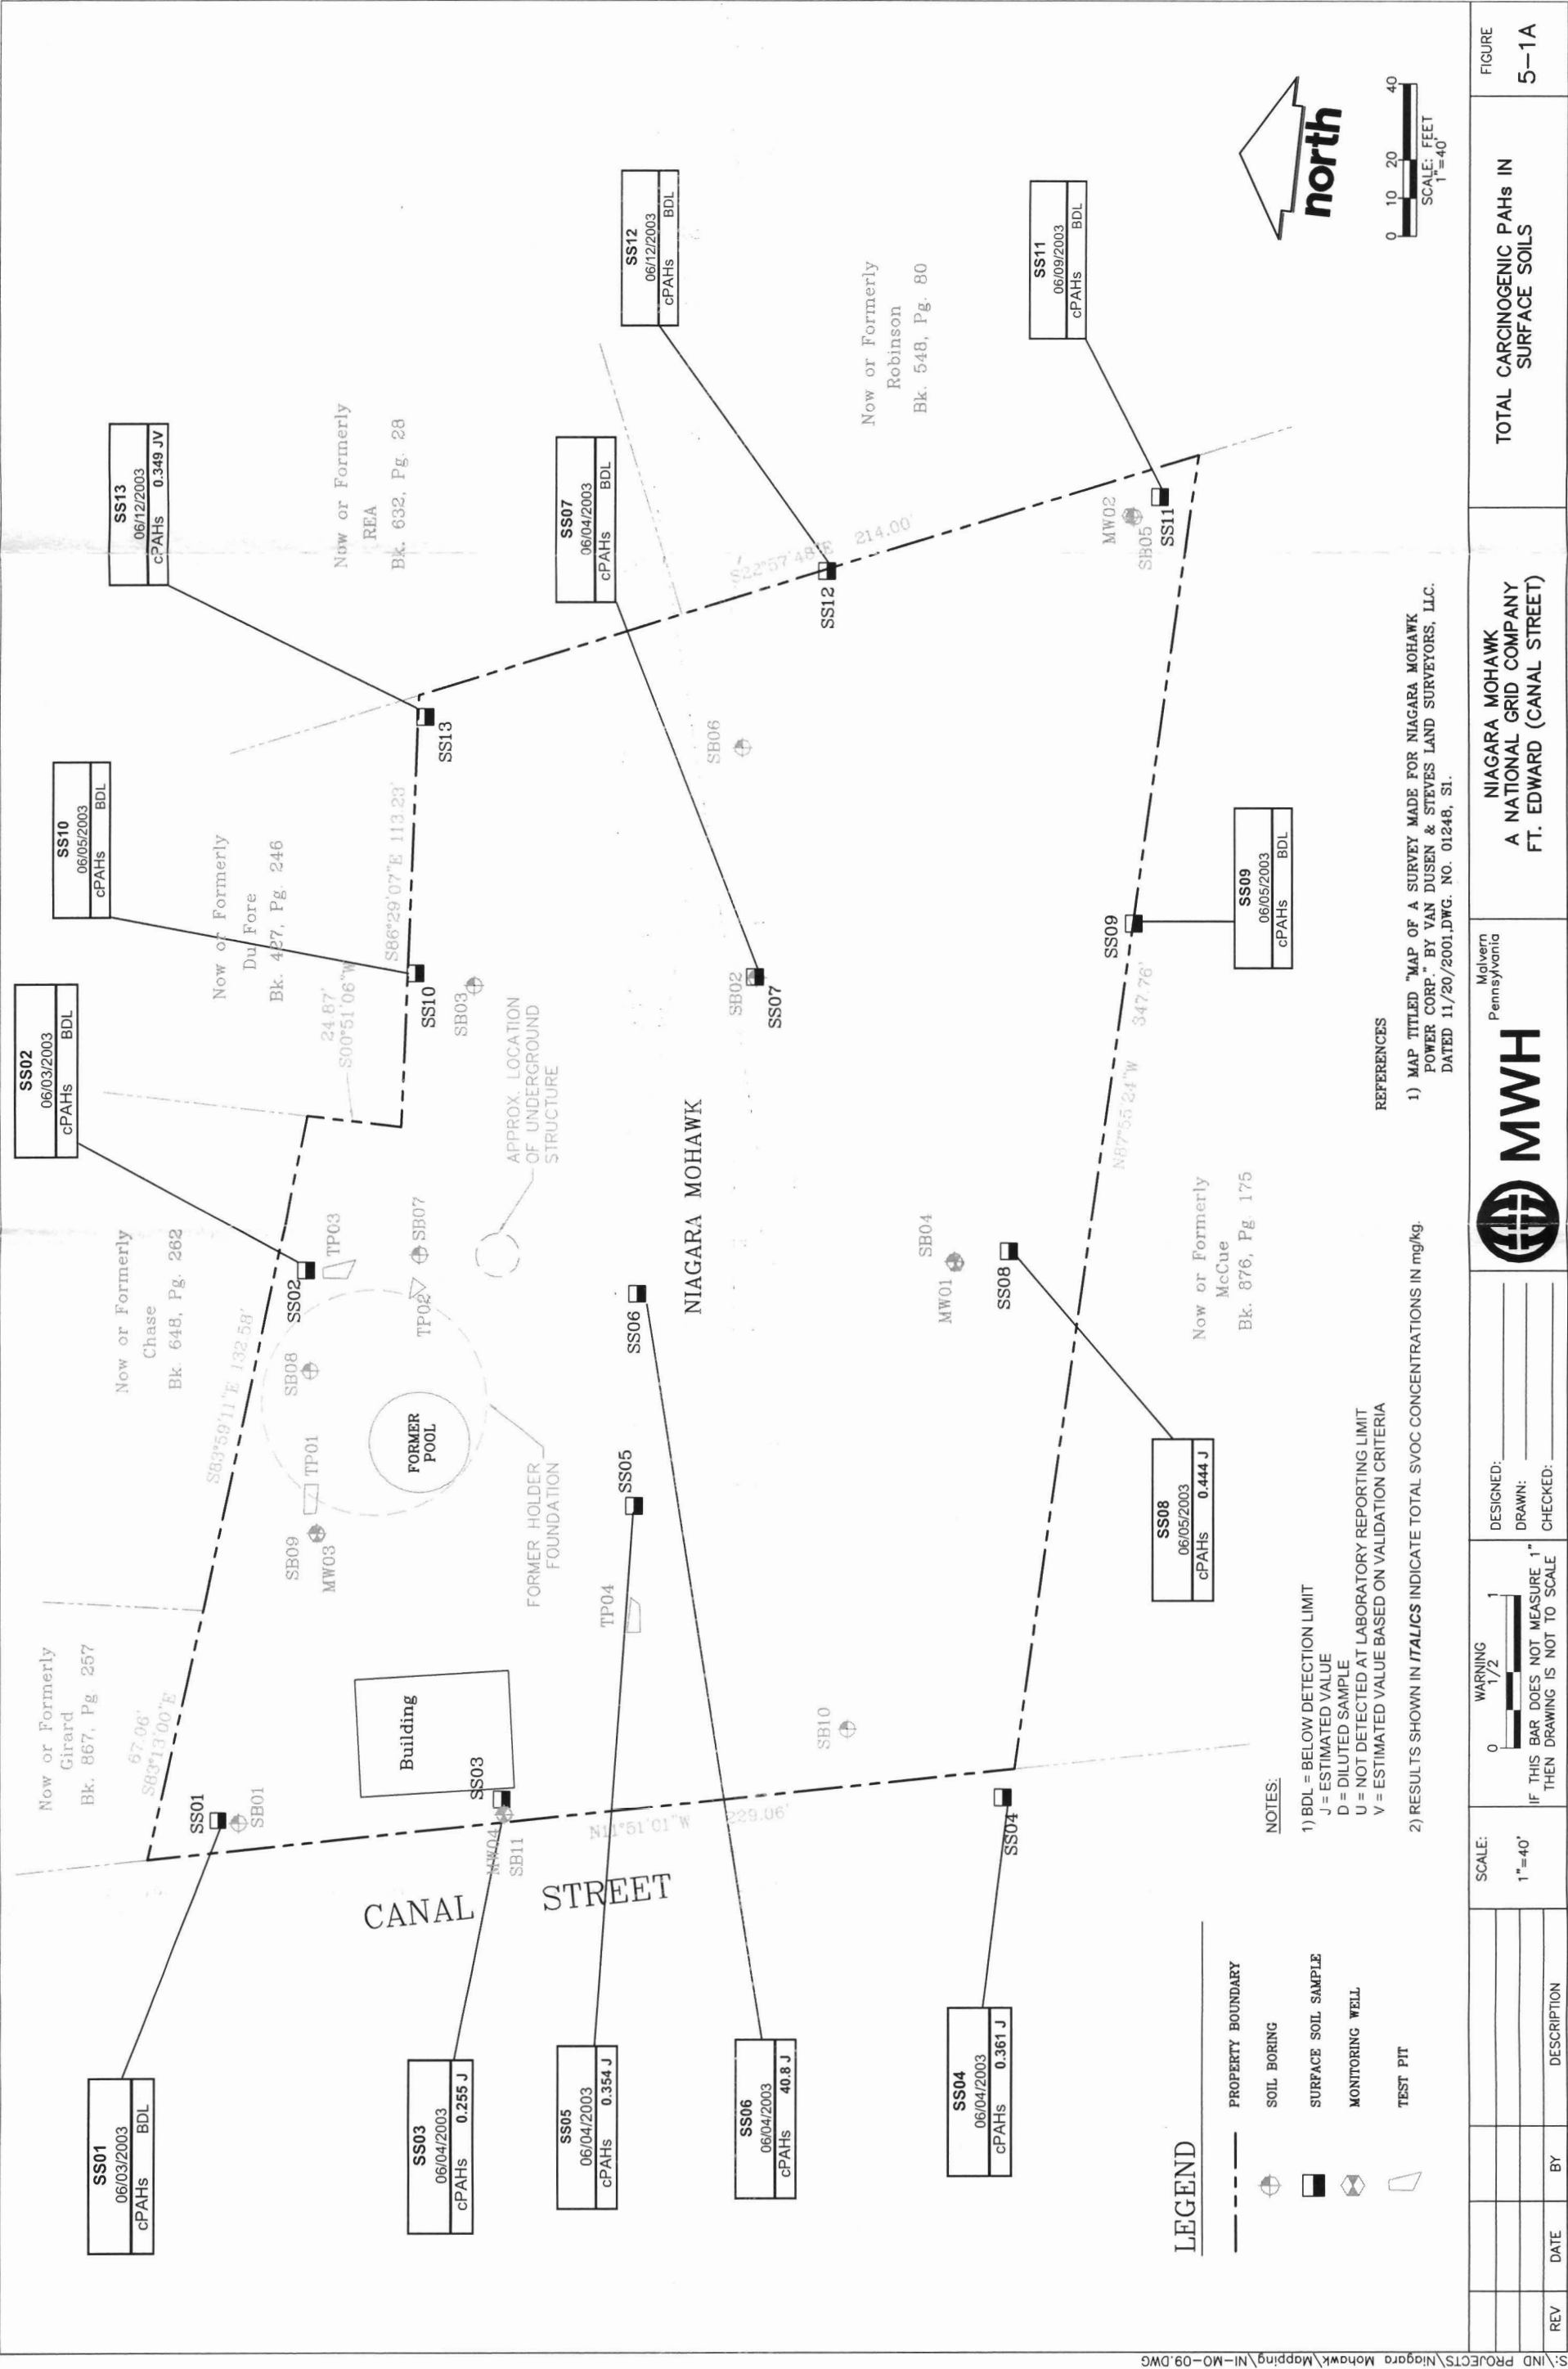 SS01
06/03/2003
cPAHs BDL
SS03
06/04/2003
cPAHs 0.255 J
SS05
06/04/2003
cPAHs 0.354 J
SS06
06/04/2003
cPAHs 40.8 J
SS04
06/04/2003
cPAHs 0.361 J
SS02
06/03/2003
cPAHs BDL
SS10
06/05/2003
cPAHs BDL
SS13
06/12/2003
cPAHs 0.349 JV
SS07
06/04/2003
cPAHs BDL
SS12
06/12/2003
cPAHs BDL
SS11
06/09/2003
cPAHs BDL
SS09
06/05/2003
cPAHs BDL
SS08
06/05/2003
cPAHs 0.444 J
Now or Formerly
Girard
Bk. 867, Pg 257
67.06'
S83°13'00"E
Now or Formerly
Chase
Bk 648, Pg. 262
S83°59'11"E 132.58'
Now or Formerly
Du Fore
Bk. 427, Pg. 246
24.87'
S00°51'06"W
S86°29'07"E 113.23'
Now or Formerly
REA
Bk. 632, Pg. 28
S22°57'48"E 214.00'
Now or Formerly
Robinson
Bk. 548, Pg. 80
Now or Formerly
McCue
Bk. 876, Pg 175
N87°55'24"W 347.76'
N11°51'01"W 229.06'
SS01
SB01
SS03
MW04
SB11
Building
SB09
MW03
TP01
SB08
SS02
TP03
TP02
SB07
FORMER
POOL
FORMER HOLDER
FOUNDATION
APPROX. LOCATION
OF UNDERGROUND
STRUCTURE
SS10
SB03
SS13
TP04
SS05
SS06
NIAGARA MOHAWK
SB02
SS07
SB06
SS12
SB10
SS04
SB04
MW01
SS08
SS09
MW02
SB05
SS11
CANAL STREET
north
0 10 20 40
SCALE: FEET
1"=40'
LEGEND
PROPERTY BOUNDARY
SOIL BORING
SURFACE SOIL SAMPLE
MONITORING WELL
TEST PIT
NOTES:
1) BDL = BELOW DETECTION LIMIT
J = ESTIMATED VALUE
D = DILUTED SAMPLE
U = NOT DETECTED AT LABORATORY REPORTING LIMIT
V = ESTIMATED VALUE BASED ON VALIDATION CRITERIA
2) RESULTS SHOWN IN ITALICS INDICATE TOTAL SVOC CONCENTRATIONS IN mg/kg.
REFERENCES
1) MAP TITLED "MAP OF A SURVEY MADE FOR NIAGARA MOHAWK
POWER CORP." BY VAN DUSEN & STEVES LAND SURVEYORS, LLC.
DATED 11/20/2001,DWG. NO. 01248, S1.
REV DATE BY DESCRIPTION
SCALE:
1"=40'
WARNING
0 1/2 1
IF THIS BAR DOES NOT MEASURE 1"
THEN DRAWING IS NOT TO SCALE
DESIGNED:
DRAWN:
CHECKED:
MWH
Malvern
Pennsylvania
NIAGARA MOHAWK
A NATIONAL GRID COMPANY
FT. EDWARD (CANAL STREET)
TOTAL CARCINOGENIC PAHs IN
SURFACE SOILS
FIGURE
5-1A
S:\IND PROJECTS\Niagara Mohawk\Mapping\NI-MO-09.DWG